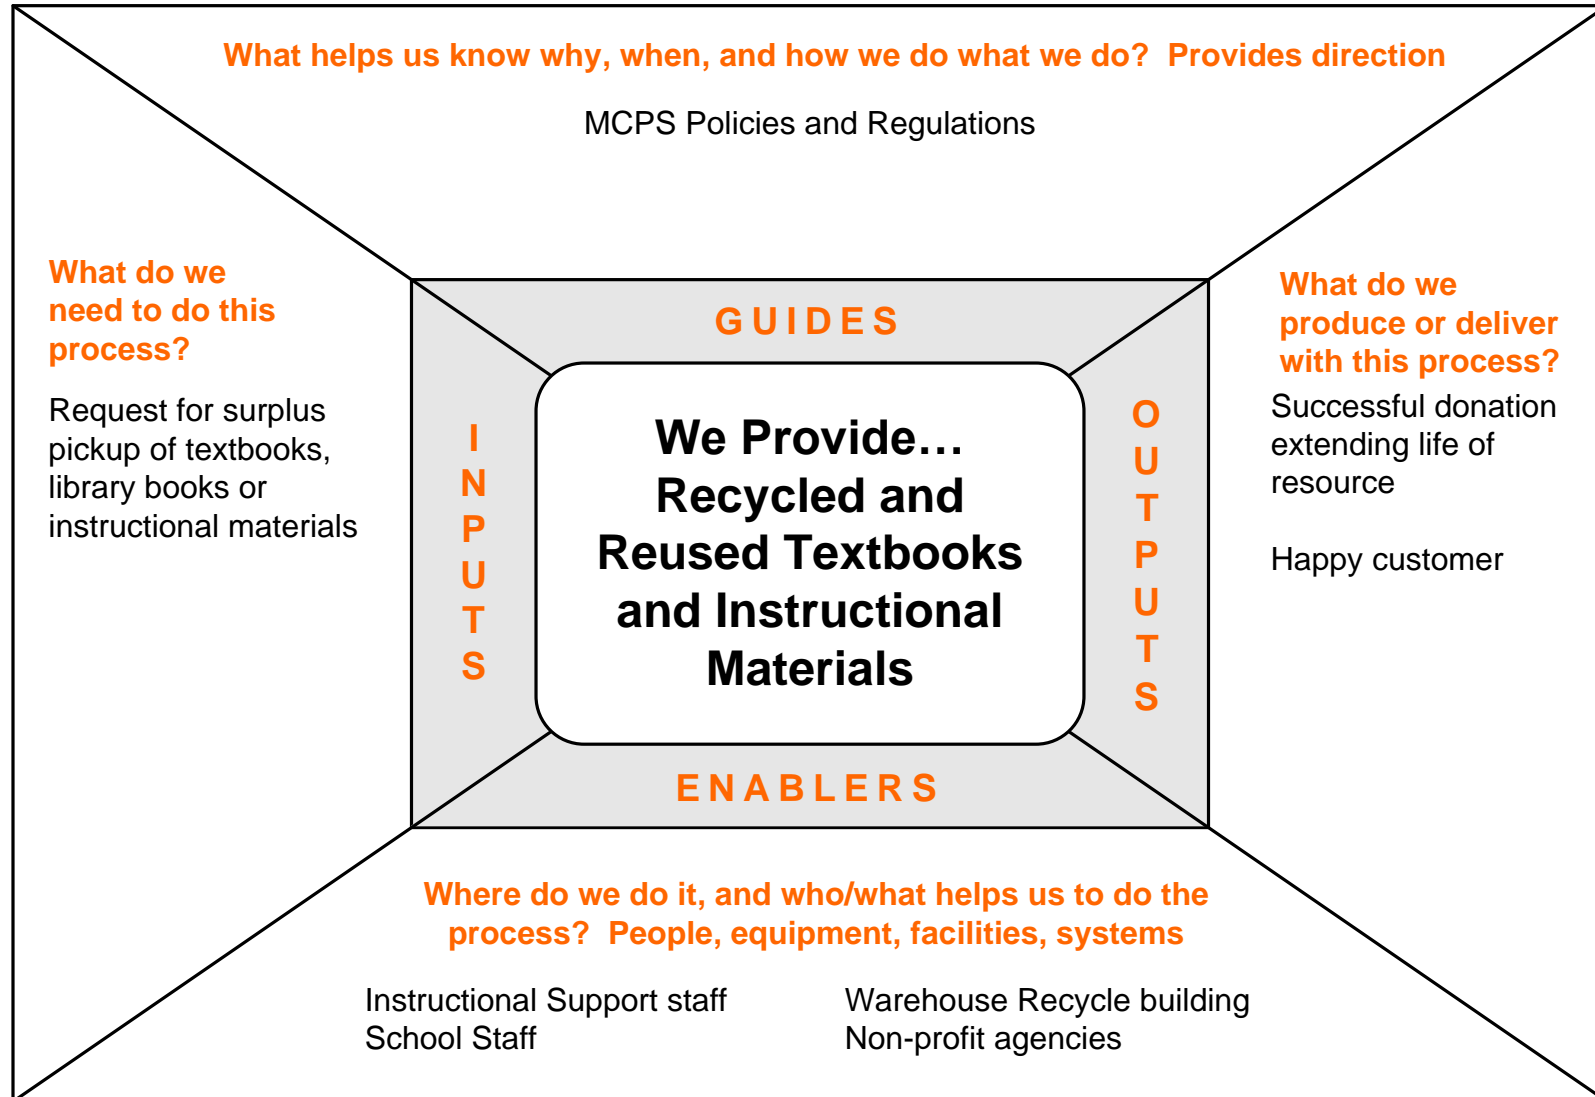 What helps us know why, when, and how we do what we do?  Provides direction
MCPS Policies and Regulations
What do we
need to do this
process?
Request for surplus
pickup of textbooks,
library books or
instructional materials
INPUTS
GUIDES
We Provide…
Recycled and
Reused Textbooks
and Instructional
Materials
ENABLERS
OUTPUTS
What do we
produce or deliver
with this process?
Successful donation
extending life of
resource
Happy customer
Where do we do it, and who/what helps us to do the
process?  People, equipment, facilities, systems
Instructional Support staff
School Staff
Warehouse Recycle building
Non-profit agencies